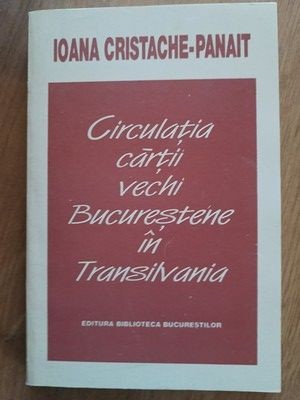 IOANA CRISTACHE-PANAIT
Circulația
cărții
vechi
Bucureștene
în
Transilvania
EDITURA BIBLIOTECA BUCUREȘTILOR